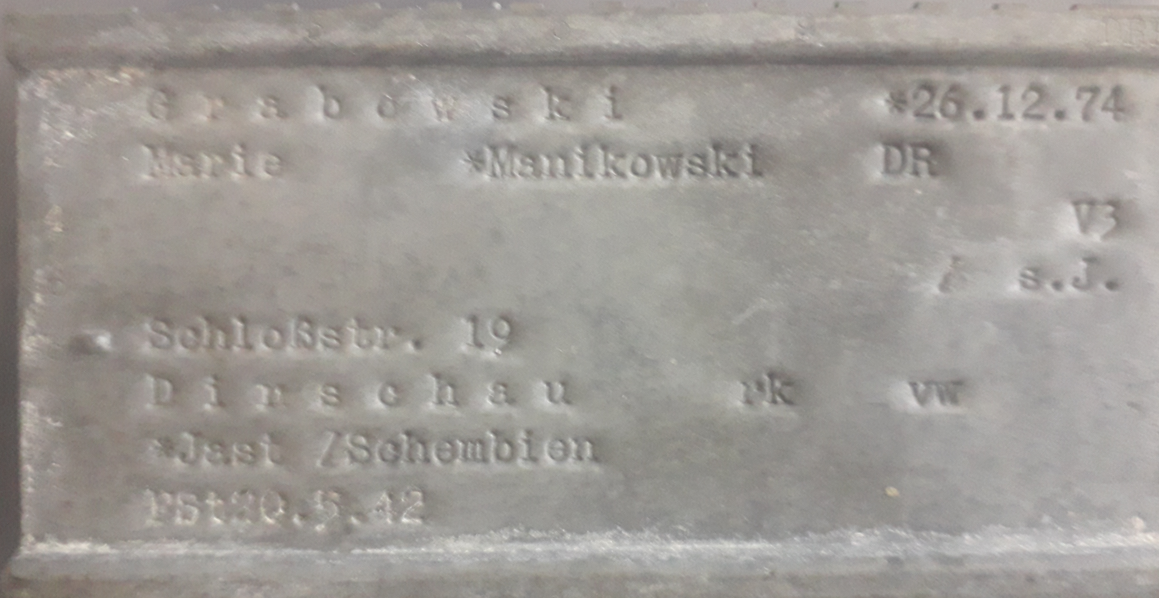 Grabowski *26.12.74
Marie *Manikowski DR
V3
/ s.J.
Schloßstr. 19
Dirschau rk vw
*Jast /Schembien
PSt20.5.42